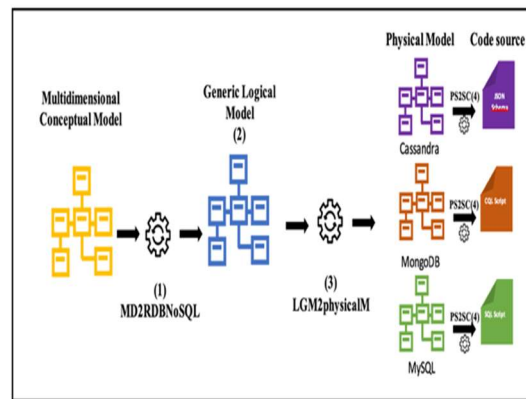 Physical Model
Code source
Multidimensional
Conceptual Model
Generic Logical
Model
(2)
PS2SC(4)
JSON
Schema
Cassandra
PS2SC(4)
CQL Script
MongoDB
(1)
MD2RDBNoSQL
(3)
LGM2physicalM
PS2SC(4)
SQL Script
MySQL